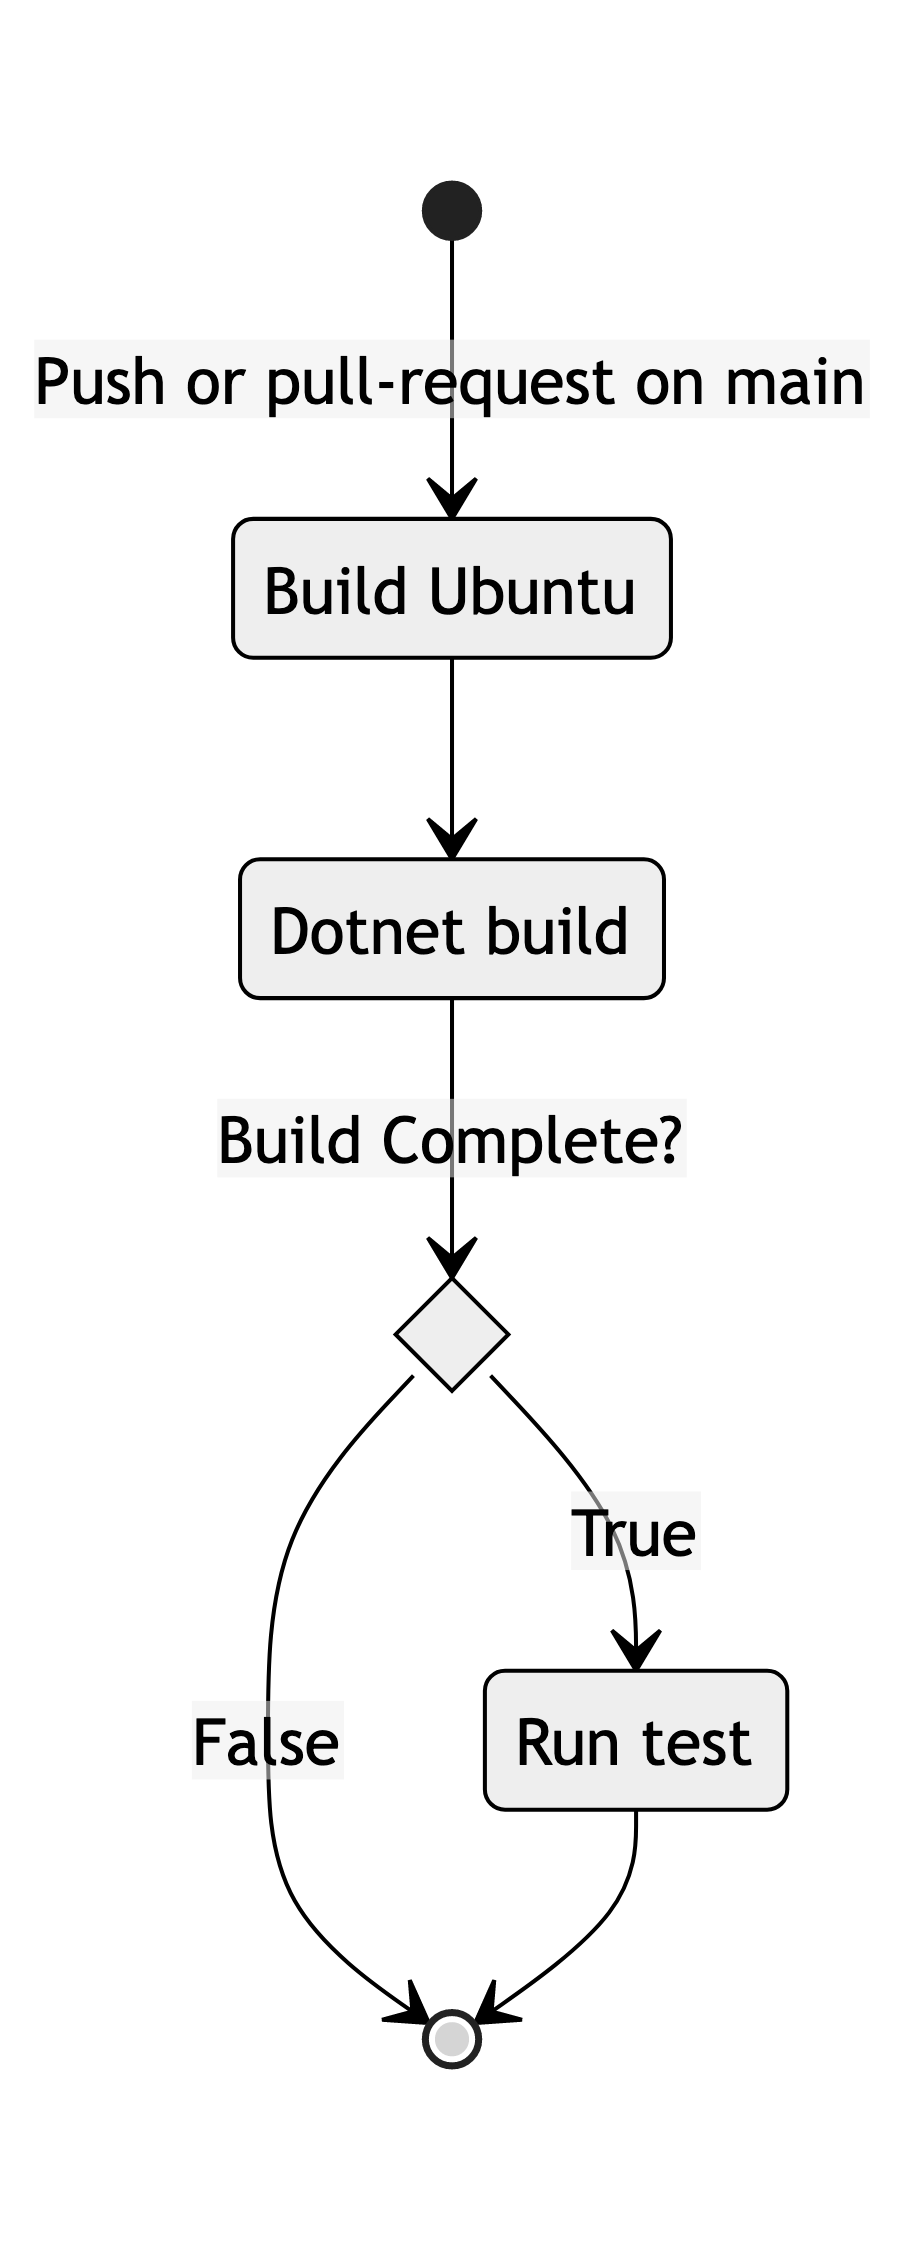 Push or pull-request on main
Build Ubuntu
Dotnet build
Build Complete?
True
False
Run test